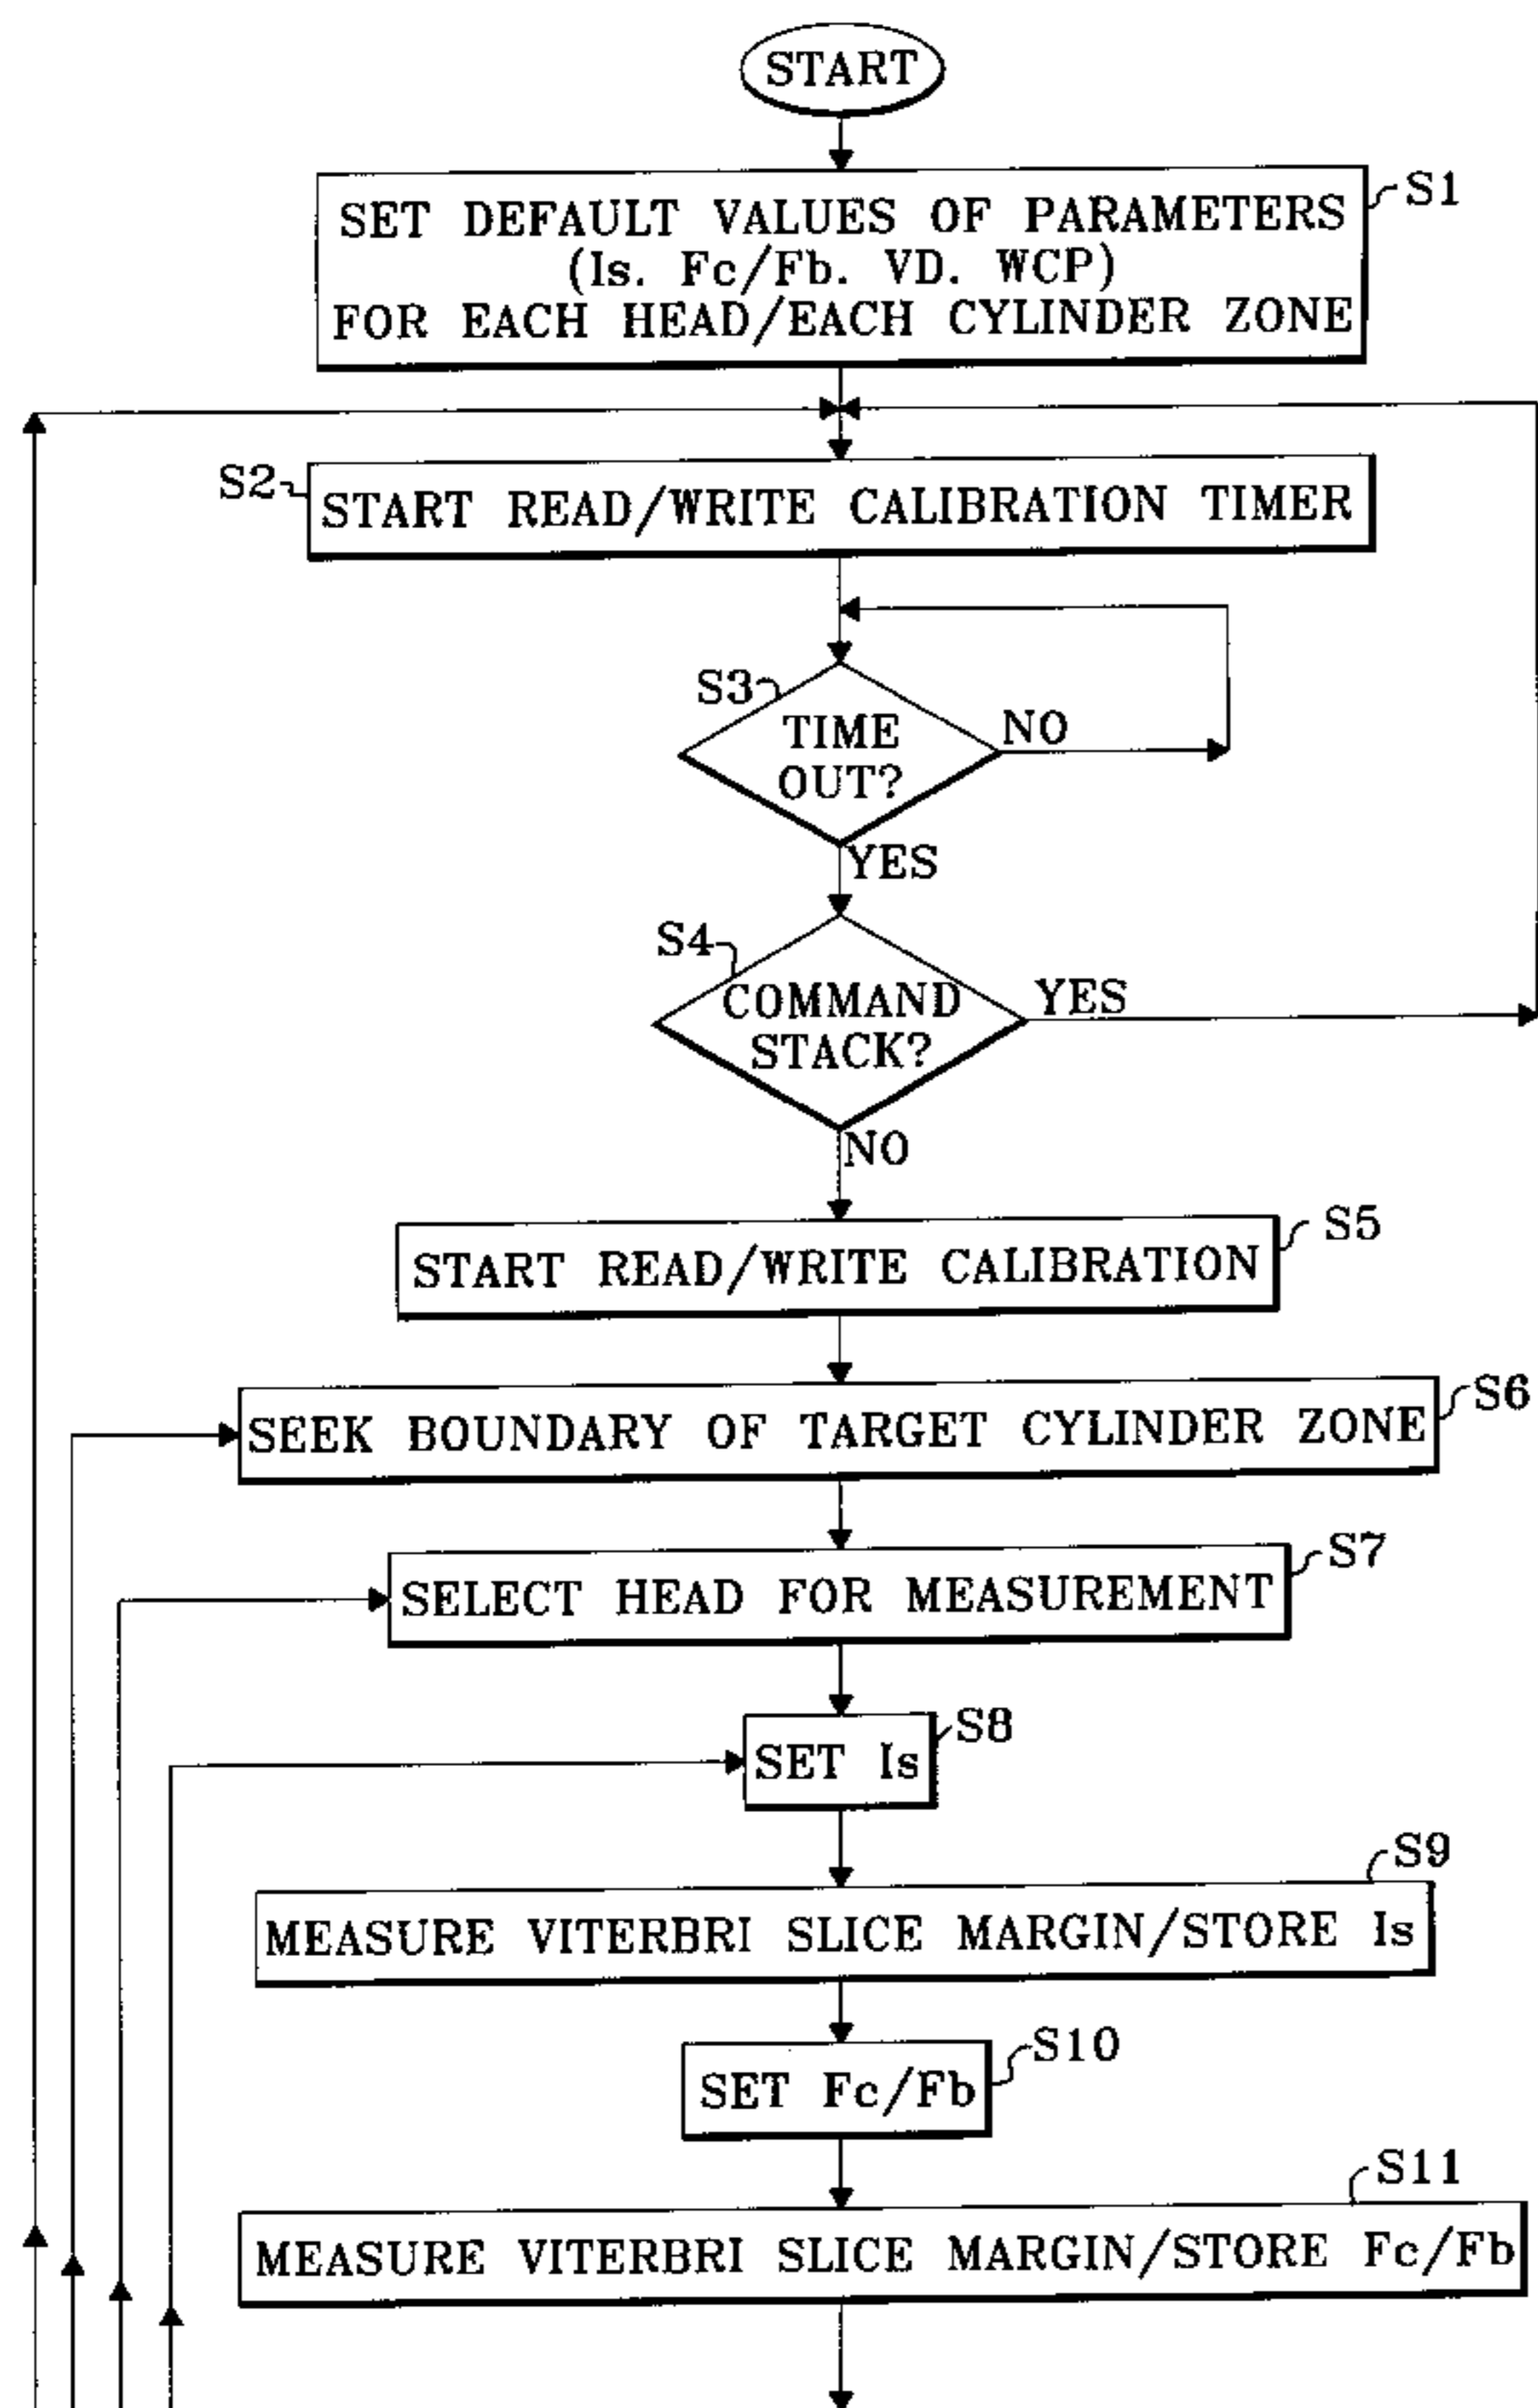 START
S1
SET DEFAULT VALUES OF PARAMETERS
(Is. Fc/Fb. VD. WCP)
FOR EACH HEAD/EACH CYLINDER ZONE
S2
START READ/WRITE CALIBRATION TIMER
S3
TIME
OUT?
NO
YES
S4
COMMAND
STACK?
YES
NO
S5
START READ/WRITE CALIBRATION
S6
SEEK BOUNDARY OF TARGET CYLINDER ZONE
S7
SELECT HEAD FOR MEASUREMENT
S8
SET Is
S9
MEASURE VITERBRI SLICE MARGIN/STORE Is
S10
SET Fc/Fb
S11
MEASURE VITERBRI SLICE MARGIN/STORE Fc/Fb